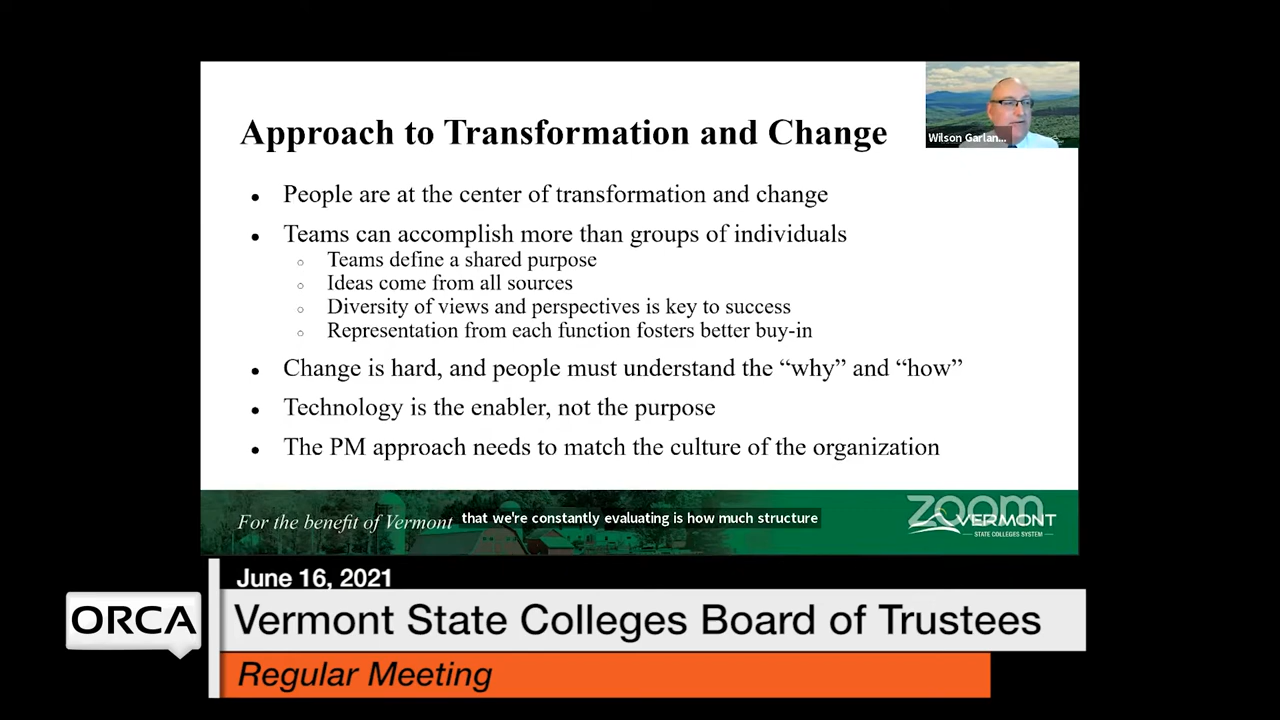 Approach to Transformation and Change
Wilson Garlan...
• People are at the center of transformation and change
• Teams can accomplish more than groups of individuals
○ Teams define a shared purpose
○ Ideas come from all sources
○ Diversity of views and perspectives is key to success
○ Representation from each function fosters better buy-in
• Change is hard, and people must understand the “why” and “how”
• Technology is the enabler, not the purpose
• The PM approach needs to match the culture of the organization
For the benefit of Vermont
that we're constantly evaluating is how much structure
zoom
VERMONT
STATE COLLEGES SYSTEM
June 16, 2021
ORCA
Vermont State Colleges Board of Trustees
Regular Meeting